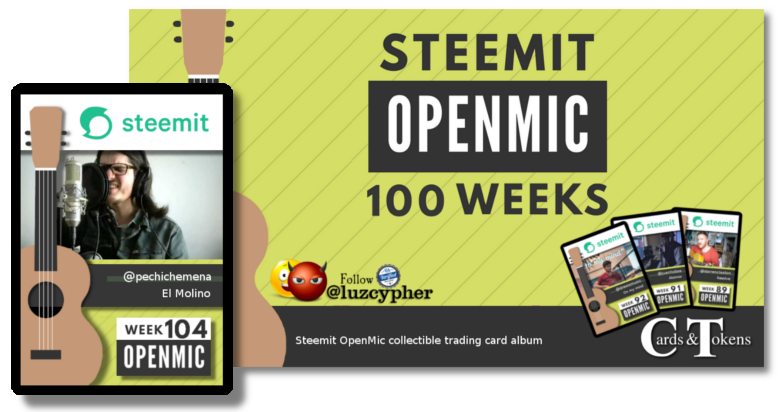 STEEMIT
OPENMIC
100 WEEKS
steemit
@pechichemena
El Molino
WEEK 104
OPENMIC
Follow
@luzcypher
Steemit OpenMic collectible trading card album
steemit
WEEK 92
OPENMIC
steemit
WEEK 91
OPENMIC
steemit
WEEK 89
OPENMIC
Cards & Tokens